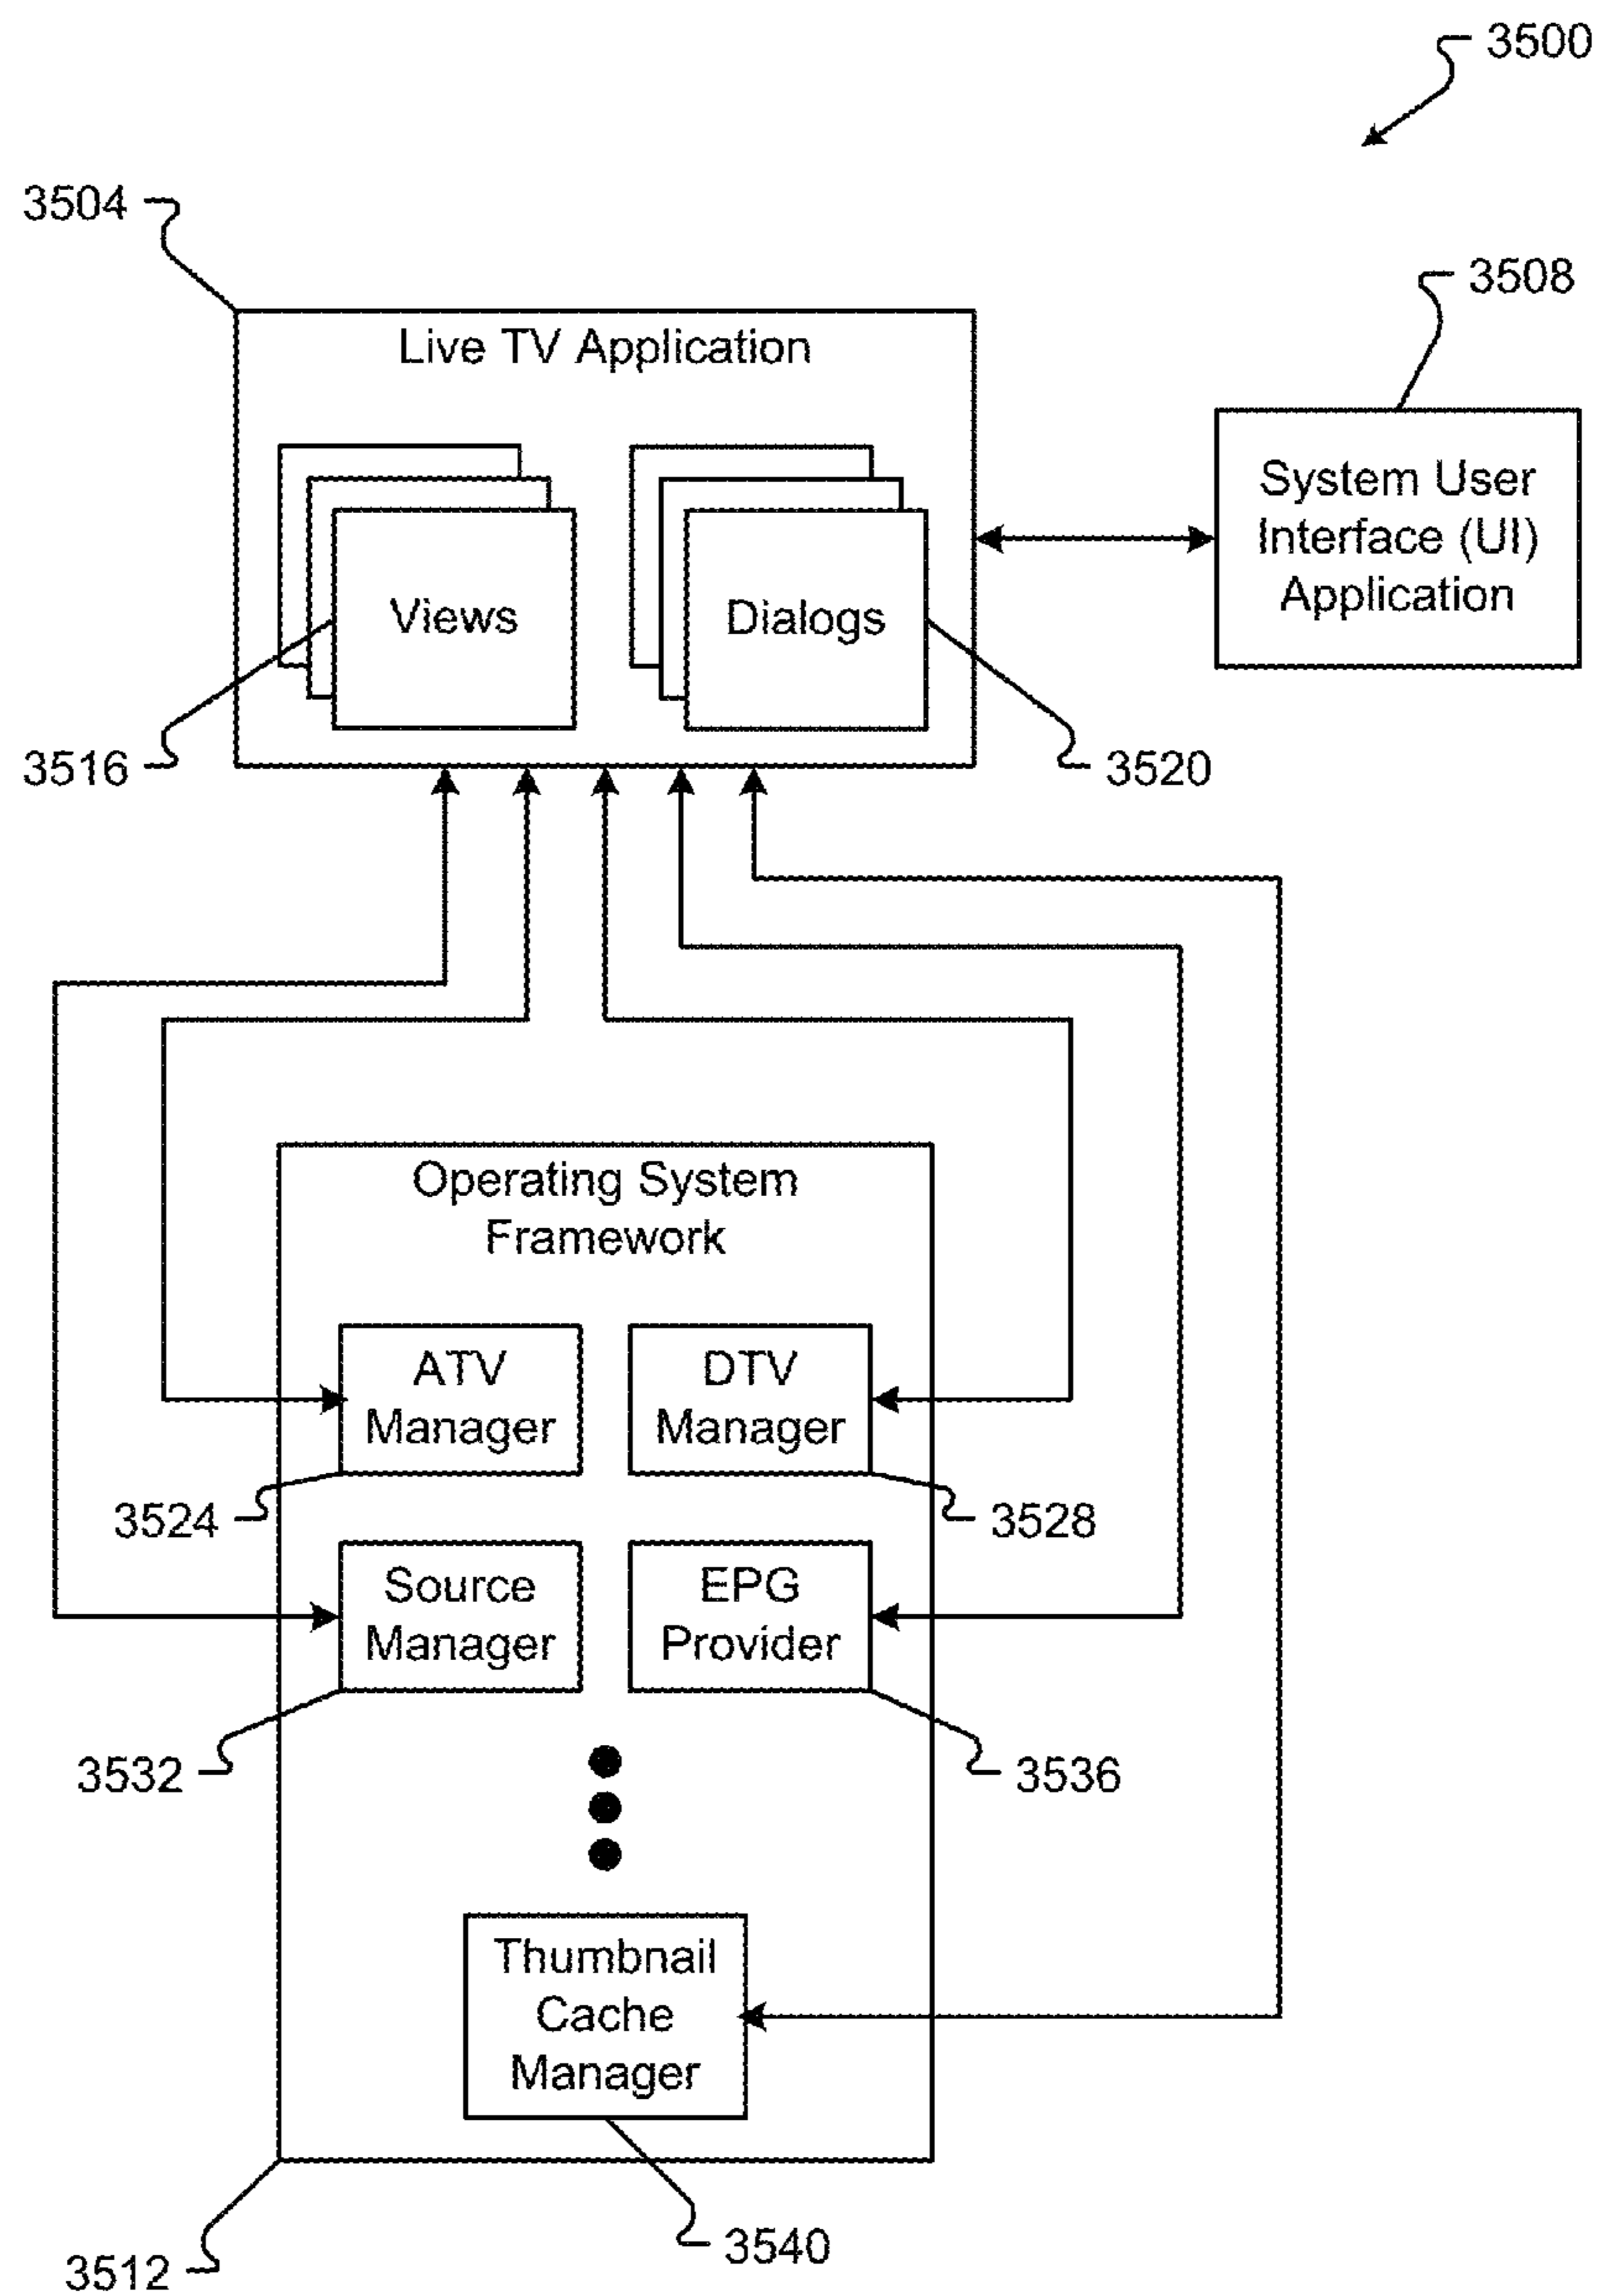 3500
3504
3508
Live TV Application
System User
Interface (UI)
Application
Views
Dialogs
3516
3520
Operating System
Framework
ATV
Manager
DTV
Manager
3524
3528
Source
Manager
EPG
Provider
3532
3536
Thumbnail
Cache
Manager
3540
3512